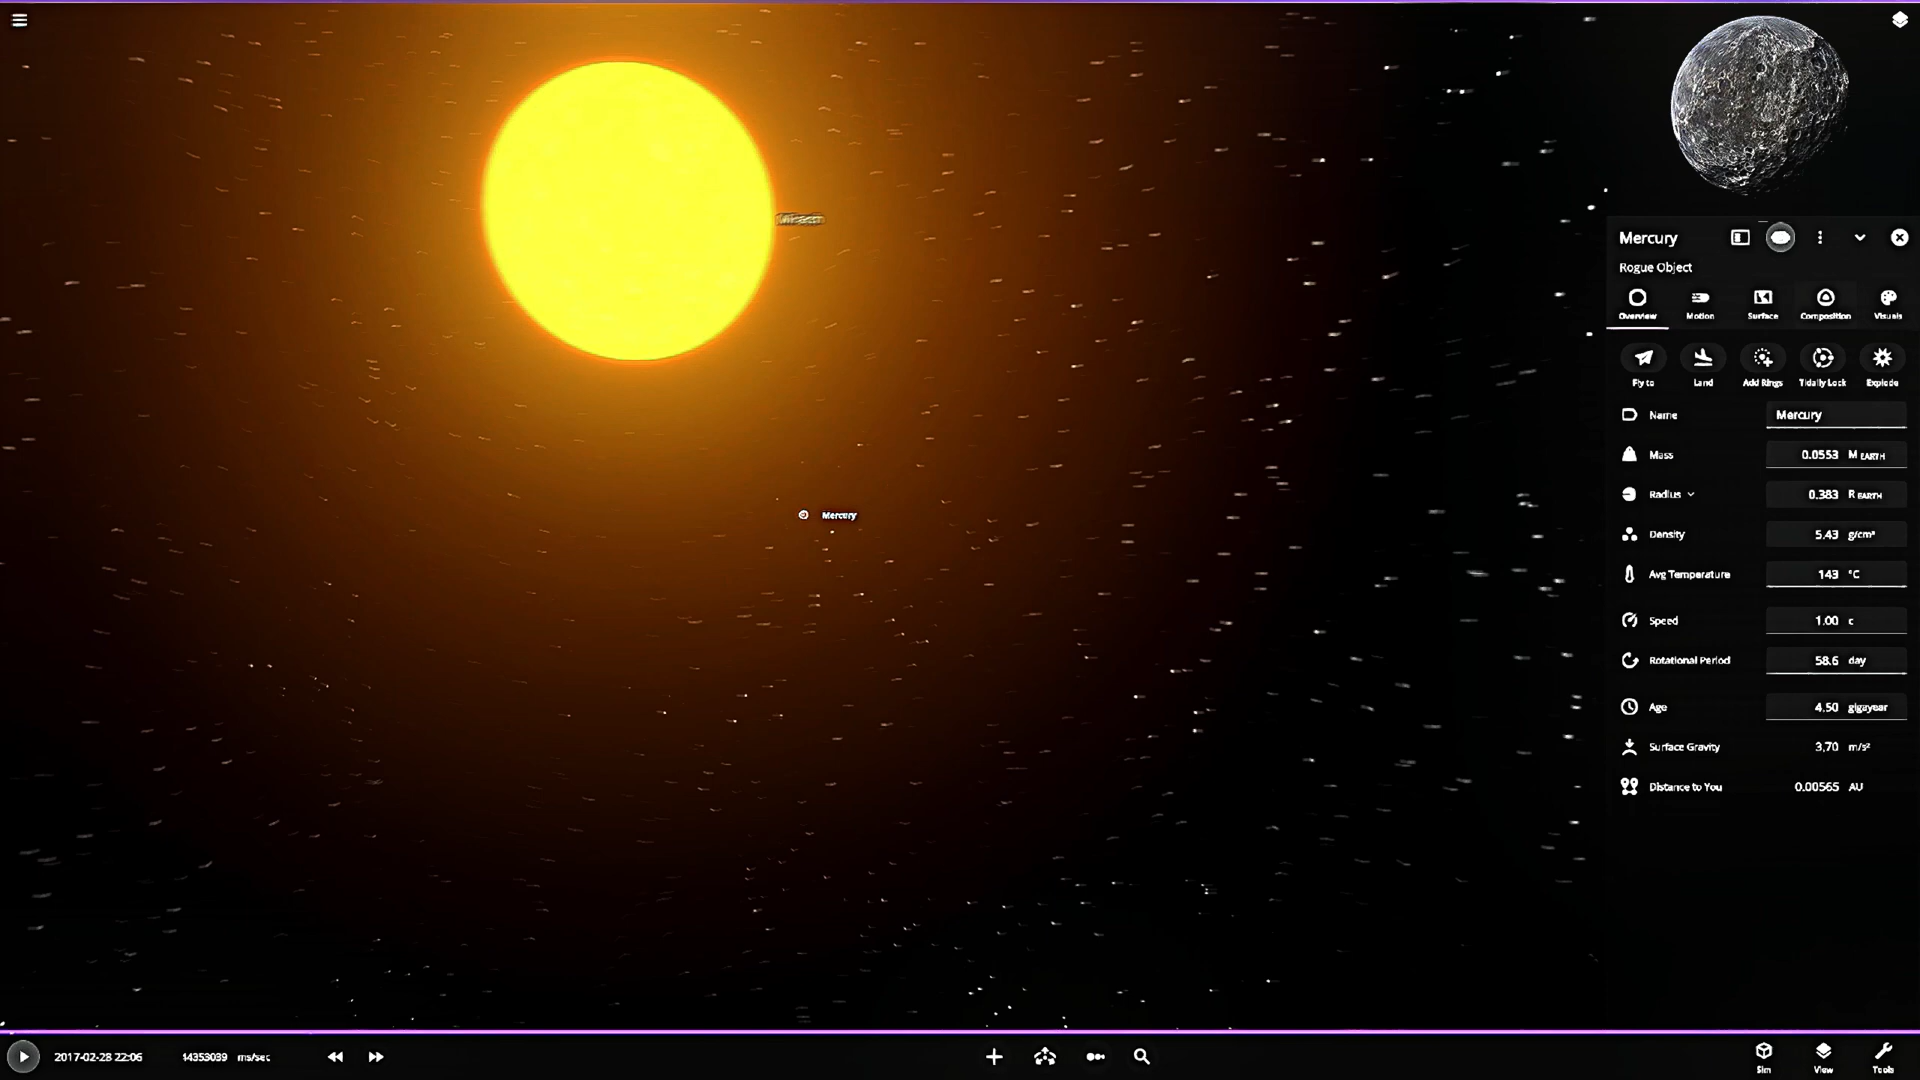 Mercury
Rogue Object
Overview Motion Surface Composition Visuals
Fly to Land Add Rings Tidally Lock Explode
Name Mercury
Mass 0.0553 M EARTH
Radius 0.383 R EARTH
Density 5.43 g/cm³
Avg Temperature 143 °C
Speed 1.00 c
Rotational Period 58.6 day
Age 4.50 gigayear
Surface Gravity 3.70 m/s²
Distance to You 0.00565 AU
Mercury
2017-02-28 22:06 14353039 ms/sec
Sim View Tools